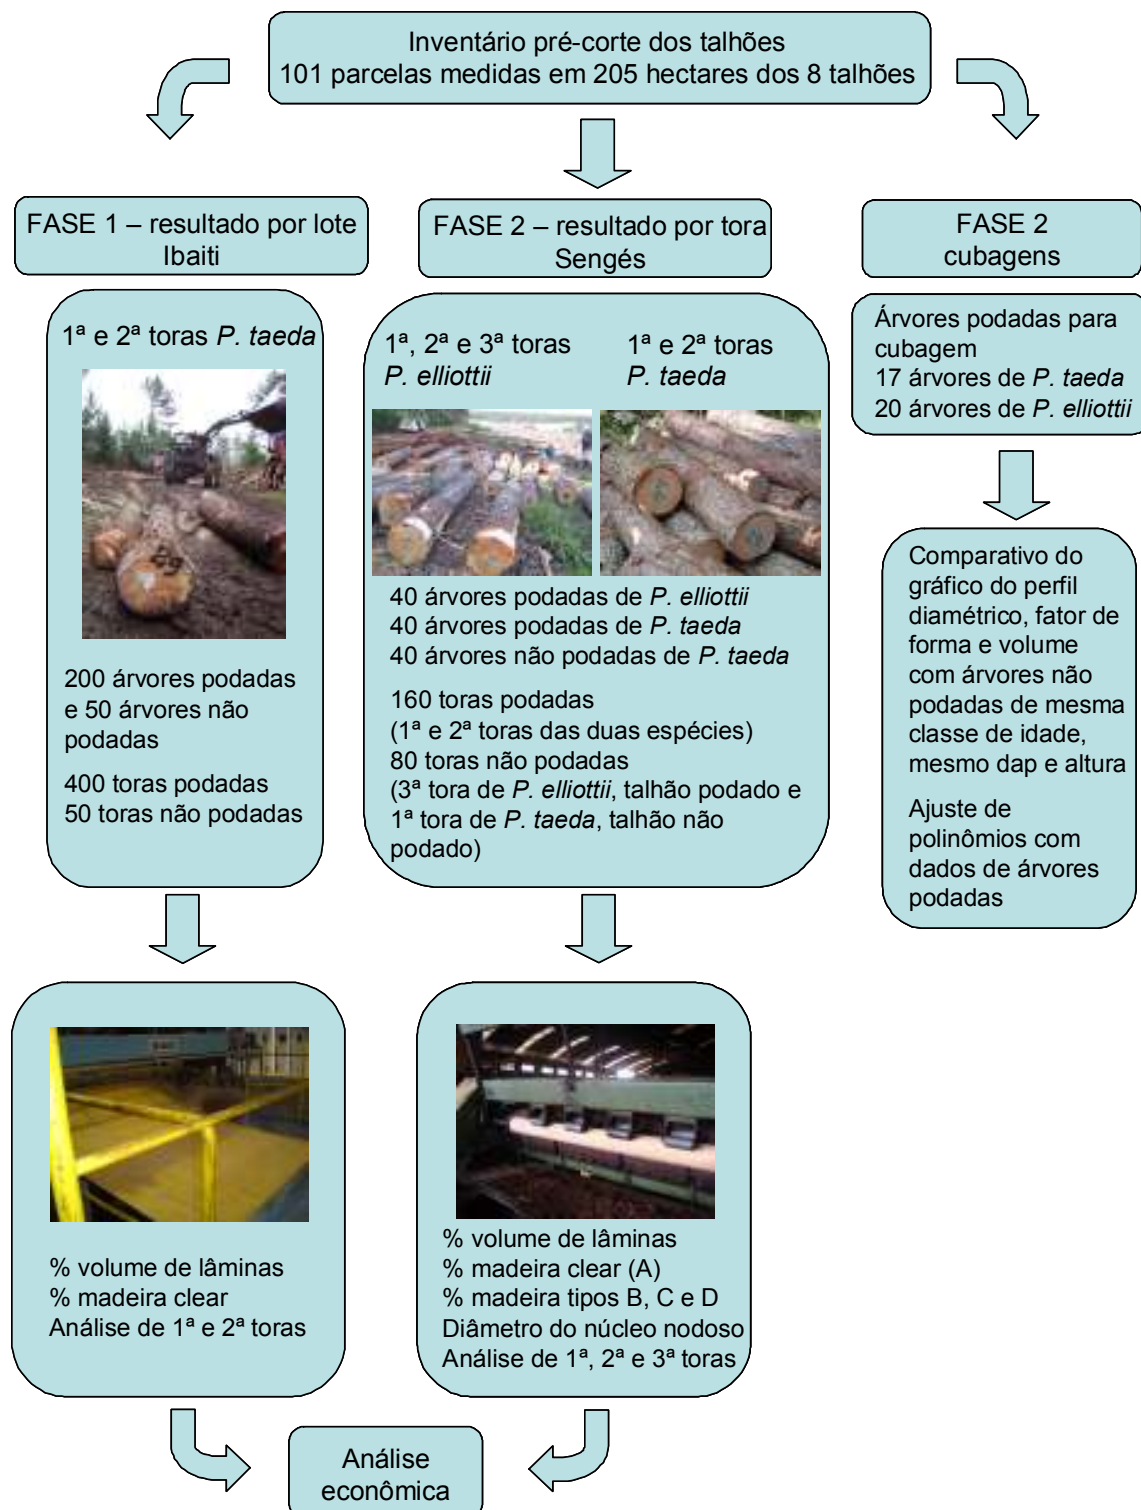 Inventário pré-corte dos talhões
101 parcelas medidas em 205 hectares dos 8 talhões
FASE 1 – resultado por lote
Ibaiti
1ª e 2ª toras P. taeda
200 árvores podadas
e 50 árvores não
podadas
400 toras podadas
50 toras não podadas
% volume de lâminas
% madeira clear
Análise de 1ª e 2ª toras
FASE 2 – resultado por tora
Sengés
1ª, 2ª e 3ª toras
P. elliottii
1ª e 2ª toras
P. taeda
40 árvores podadas de P. elliottii
40 árvores podadas de P. taeda
40 árvores não podadas de P. taeda
160 toras podadas
(1ª e 2ª toras das duas espécies)
80 toras não podadas
(3ª tora de P. elliottii, talhão podado e
1ª tora de P. taeda, talhão não
podado)
% volume de lâminas
% madeira clear (A)
% madeira tipos B, C e D
Diâmetro do núcleo nodoso
Análise de 1ª, 2ª e 3ª toras
FASE 2
cubagens
Árvores podadas para
cubagem
17 árvores de P. taeda
20 árvores de P. elliottii
Comparativo do
gráfico do perfil
diamétrico, fator de
forma e volume
com árvores não
podadas de mesma
classe de idade,
mesmo dap e altura
Ajuste de
polinômios com
dados de árvores
podadas
Análise
econômica